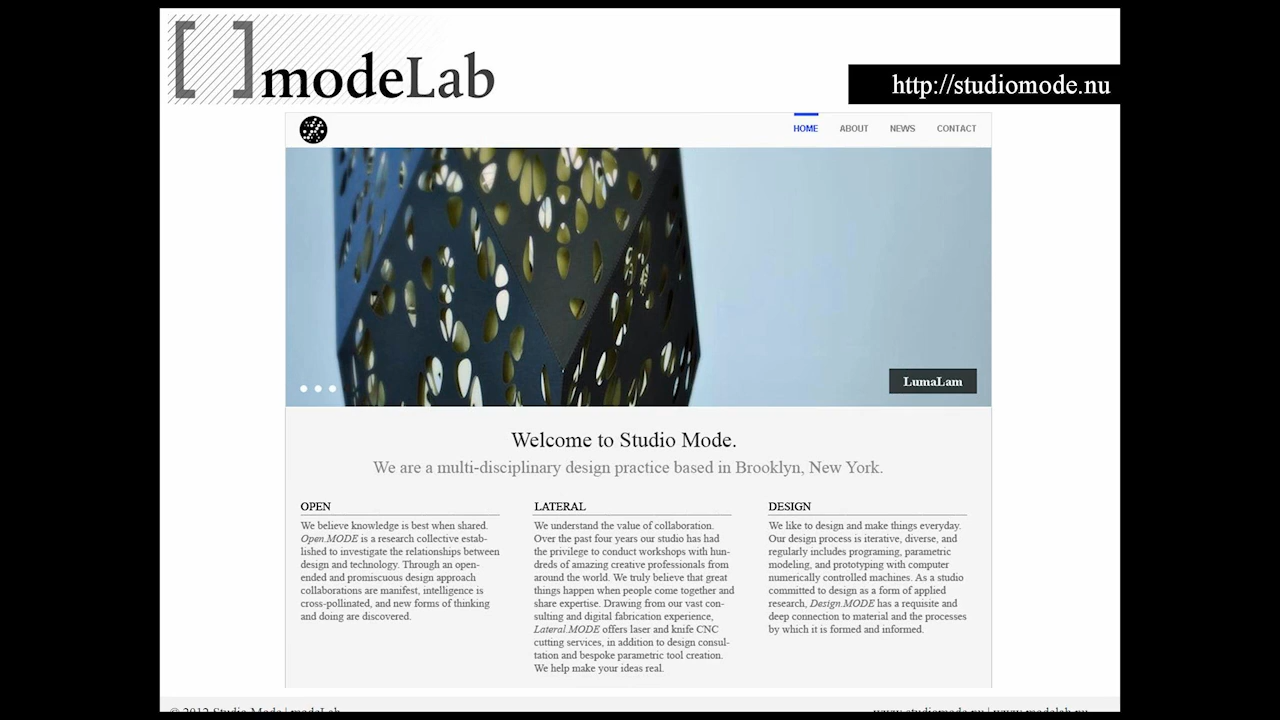 [ ]modeLab
http://studiomode.nu
HOME ABOUT NEWS CONTACT
LumaLam
Welcome to Studio Mode.
We are a multi-disciplinary design practice based in Brooklyn, New York.
OPEN
We believe knowledge is best when shared.
Open.MODE is a research collective estab-
lished to investigate the relationships between
design and technology. Through an open-
ended and promiscuous design approach
collaborations are manifest, intelligence is
cross-pollinated, and new forms of thinking
and doing are discovered.
LATERAL
We understand the value of collaboration.
Over the past four years our studio has had
the privilege to conduct workshops with hun-
dreds of amazing creative professionals from
around the world. We truly believe that great
things happen when people come together and
share expertise. Drawing from our vast con-
sulting and digital fabrication experience,
Lateral.MODE offers laser and knife CNC
cutting services, in addition to design consul-
tation and bespoke parametric tool creation.
We help make your ideas real.
DESIGN
We like to design and make things everyday.
Our design process is iterative, diverse, and
regularly includes programing, parametric
modeling, and prototyping with computer
numerically controlled machines. As a studio
committed to design as a form of applied
research, Design.MODE has a requisite and
deep connection to material and the processes
by which it is formed and informed.
© 2012 Studio Mode | modeLab
www.studiomode.nu | www.modelab.nu